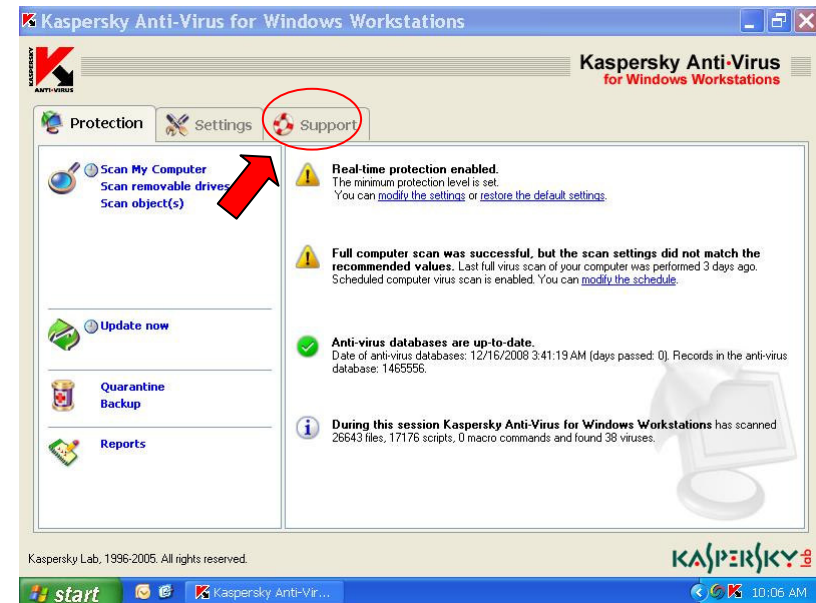 Kaspersky Anti-Virus for Windows Workstations
KASPERSKY
ANTI-VIRUS
Kaspersky Anti-Virus
for Windows Workstations
Protection
Settings
Support
Scan My Computer
Scan removable drives
Scan object(s)
Update now
Quarantine
Backup
Reports
Real-time protection enabled.
The minimum protection level is set.
You can modify the settings or restore the default settings.
Full computer scan was successful, but the scan settings did not match the
recommended values. Last full virus scan of your computer was performed 3 days ago.
Scheduled computer virus scan is enabled. You can modify the schedule.
Anti-virus databases are up-to-date.
Date of anti-virus databases: 12/16/2008 3:41:19 AM (days passed: 0). Records in the anti-virus
database: 1465556.
During this session Kaspersky Anti-Virus for Windows Workstations has scanned
26643 files, 17176 scripts, 0 macro commands and found 38 viruses.
Kaspersky Lab, 1996-2005. All rights reserved.
KASPERSKY lab
start
Kaspersky Anti-Vir...
10:06 AM